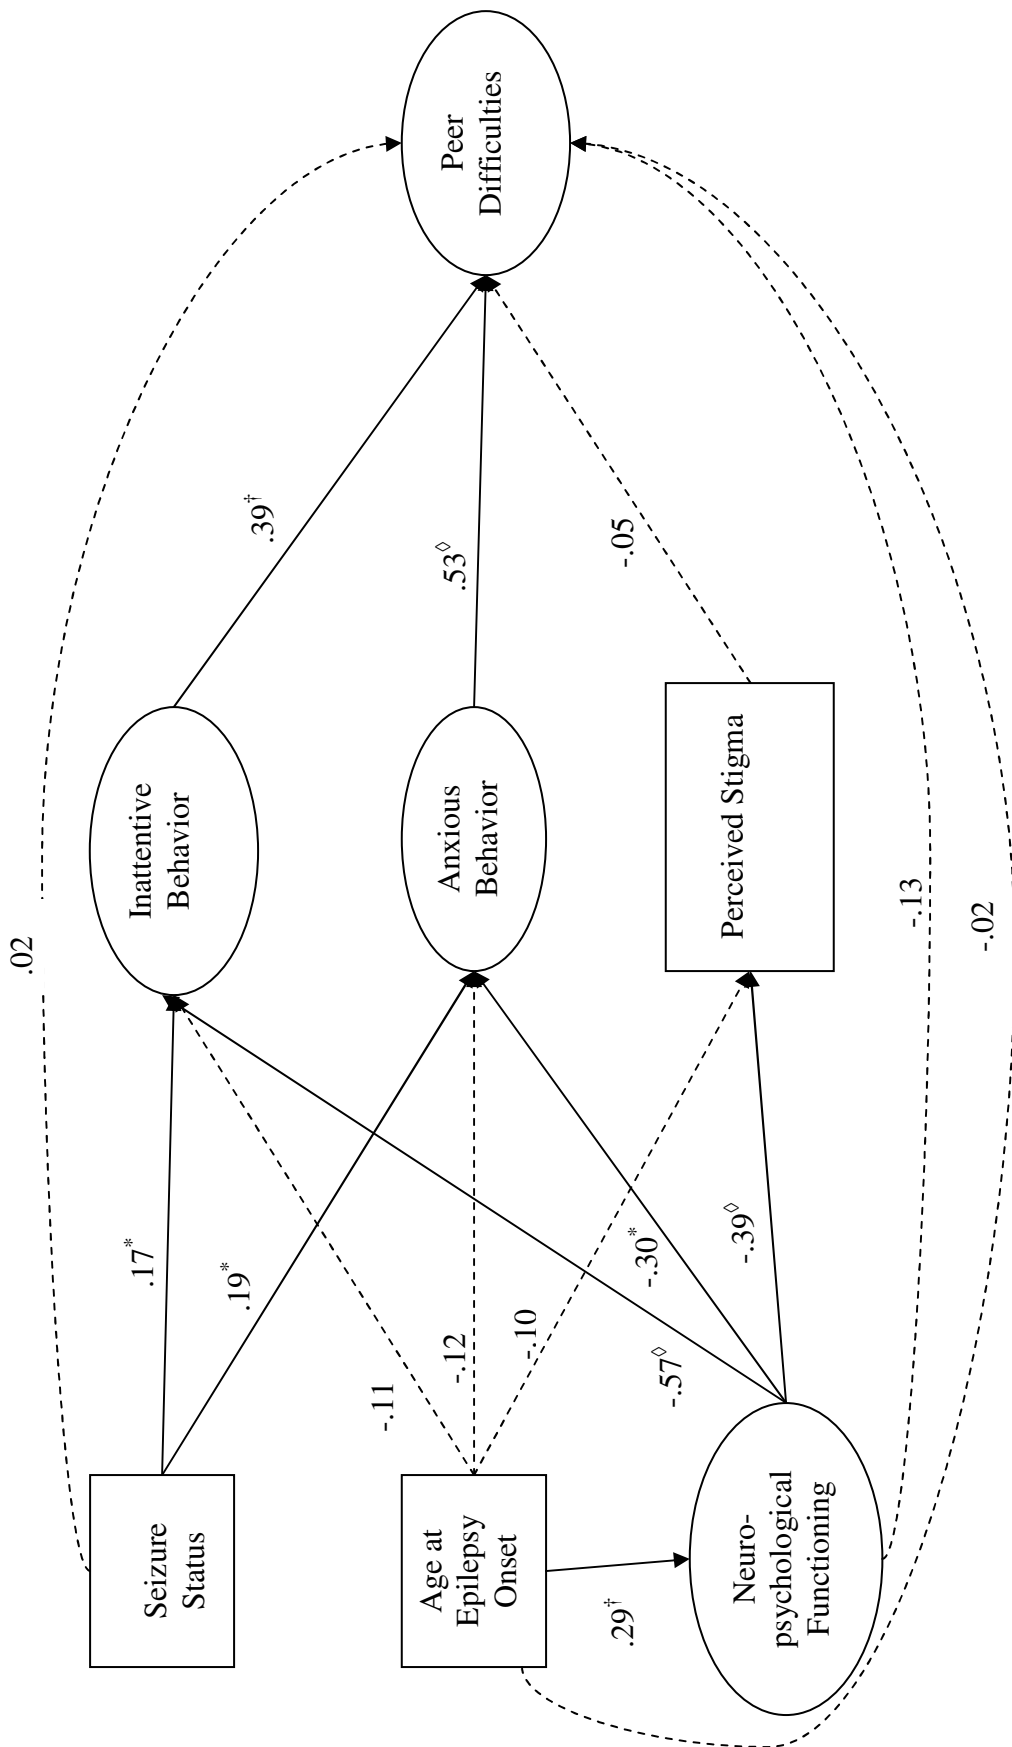 .02
Seizure
Status
.17*
.19*
Inattentive
Behavior
.39†
Peer
Difficulties
Age at
Epilepsy
Onset
-.11
-.12
-.10
Anxious
Behavior
.53◊
.29†
Neuro-
psychological
Functioning
-.57◊
-.30*
-.39◊
Perceived Stigma
-.05
-.13
-.02